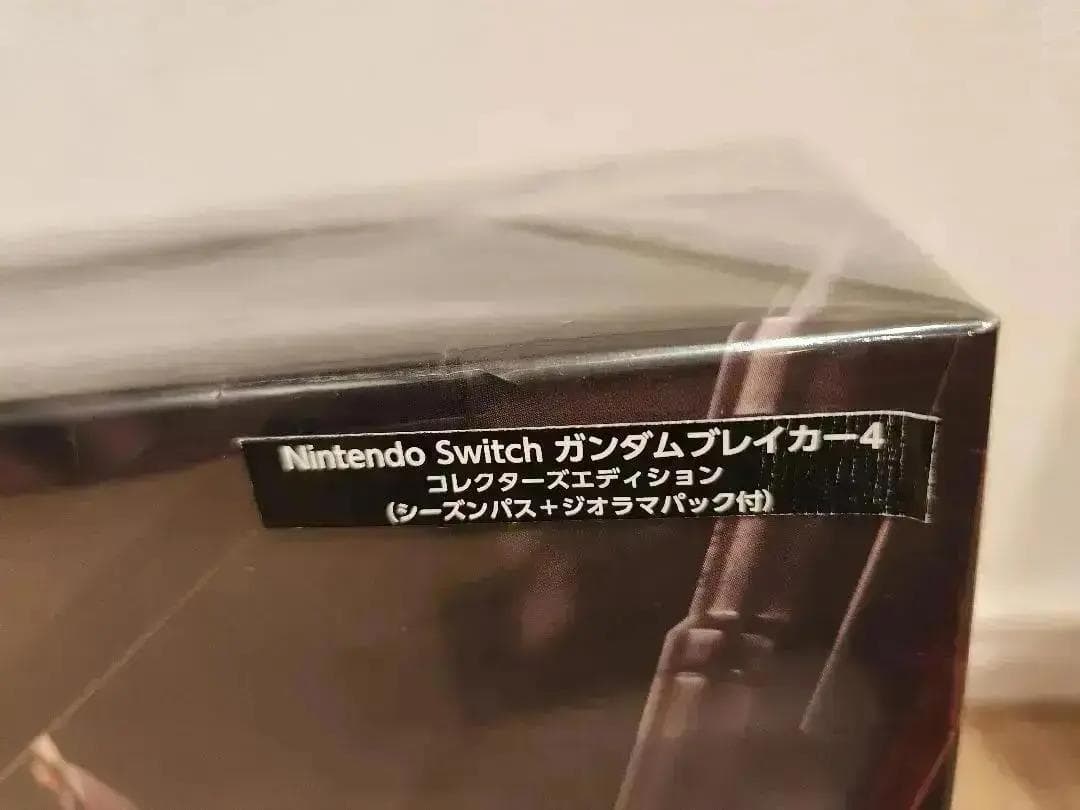 Nintendo Switch ガンダムブレイカー4
コレクターズエディション
(シーズンパス+ジオラマパック付)